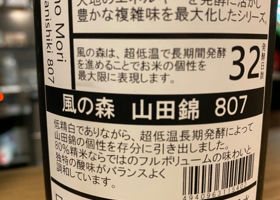 大地のエネルギーを発酵に活かし
豊かな複雑味を最大化したシリーズ
no Mori
anishiki 807
風の森は、超低温で長期間発酵
を進めることでお米の個性を
最大限に表現します。
32
風の森 山田錦 807
低精白でありながら、超低温長期発酵によって
山田錦の個性を存分に引き出しました。
80%精米ならではのフルボリュームの味わいと
独特の酸味がバランスよく
調和しています。